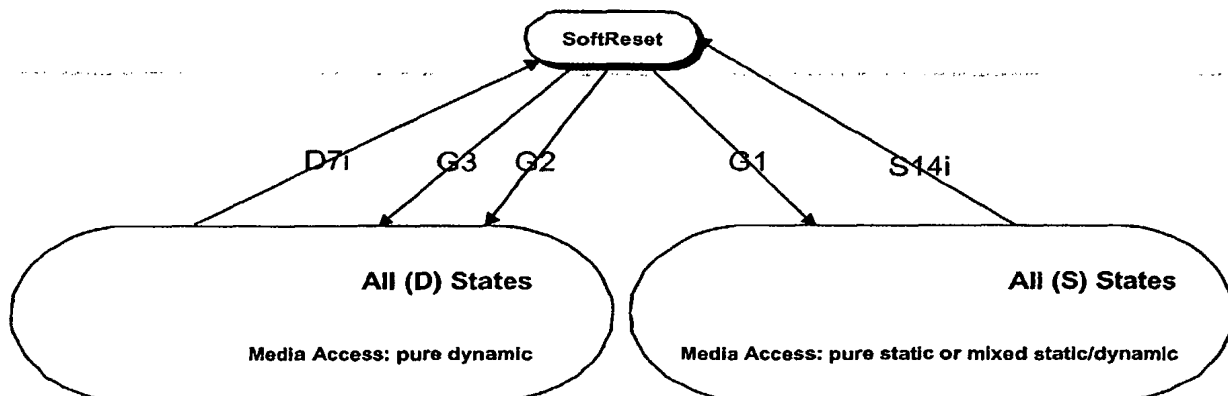 SoftReset
D7i
G3
G2
G1
S14i
All (D) States
Media Access: pure dynamic
All (S) States
Media Access: pure static or mixed static/dynamic